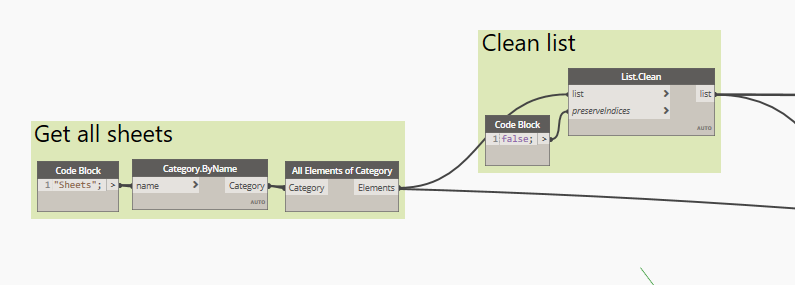 Clean list
List.Clean
list > list
preserveIndices >
AUTO
Code Block
1 false; >
Get all sheets
Code Block
1 "Sheets"; >
Category.ByName
name > Category
AUTO
All Elements of Category
Category Elements